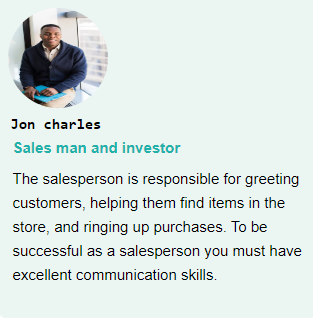 Jon charles
Sales man and investor
The salesperson is responsible for greeting
customers, helping them find items in the
store, and ringing up purchases. To be
successful as a salesperson you must have
excellent communication skills.